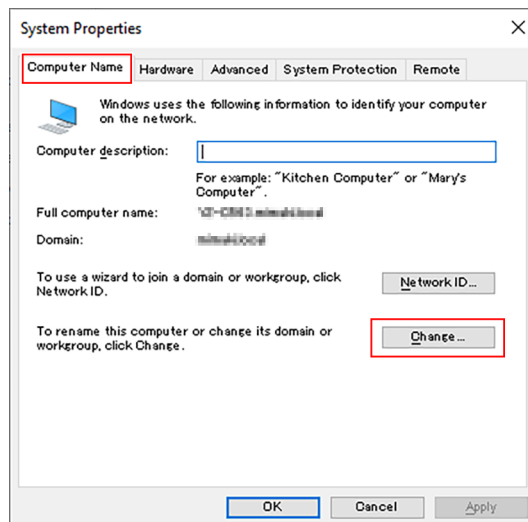 System Properties
Computer Name Hardware Advanced System Protection Remote
Windows uses the following information to identify your computer
on the network.
Computer description:
For example: "Kitchen Computer" or "Mary's
Computer".
Full computer name:
Domain:
To use a wizard to join a domain or workgroup, click
Network ID.
Network ID...
To rename this computer or change its domain or
workgroup, click Change.
Change...
OK Cancel Apply